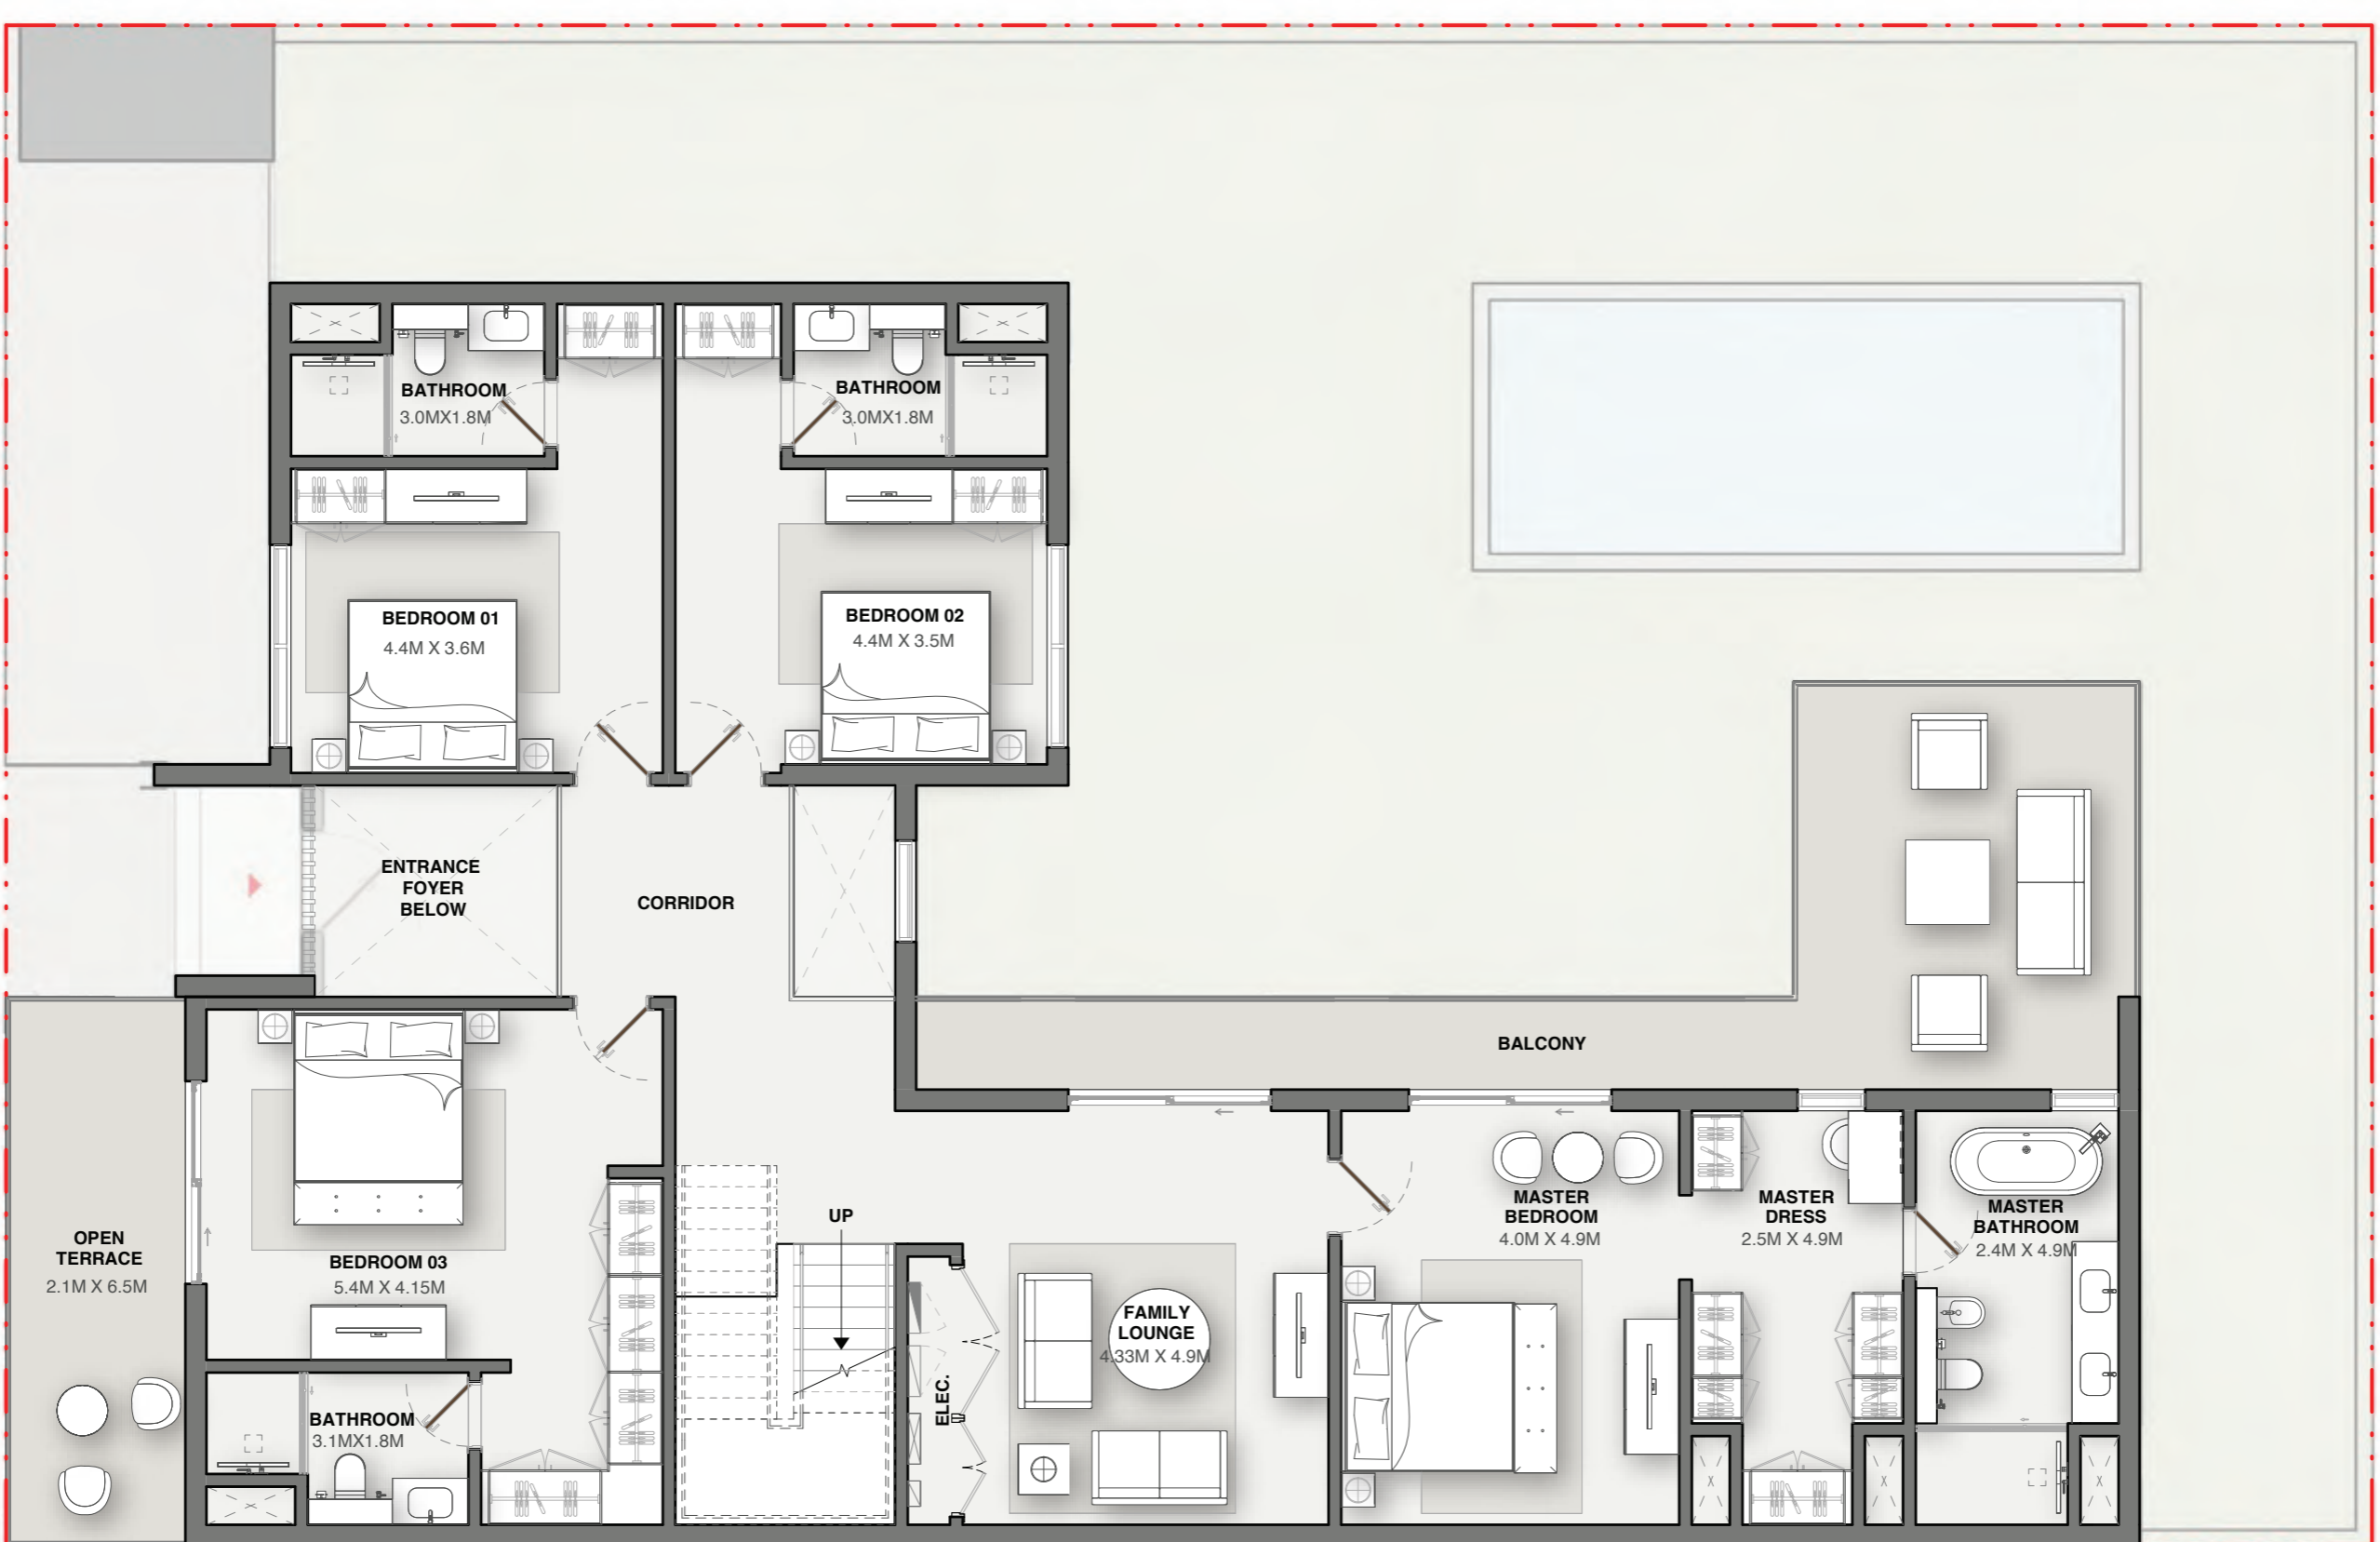 BATHROOM
3.0MX1.8M
BATHROOM
3.0MX1.8M
BEDROOM 01
4.4M X 3.6M
BEDROOM 02
4.4M X 3.5M
ENTRANCE
FOYER
BELOW
CORRIDOR
BALCONY
OPEN
TERRACE
2.1M X 6.5M
BEDROOM 03
5.4M X 4.15M
BATHROOM
3.1MX1.8M
UP
ELEC.
FAMILY
LOUNGE
4.33M X 4.9M
MASTER
BEDROOM
4.0M X 4.9M
MASTER
DRESS
2.5M X 4.9M
MASTER
BATHROOM
2.4M X 4.9M